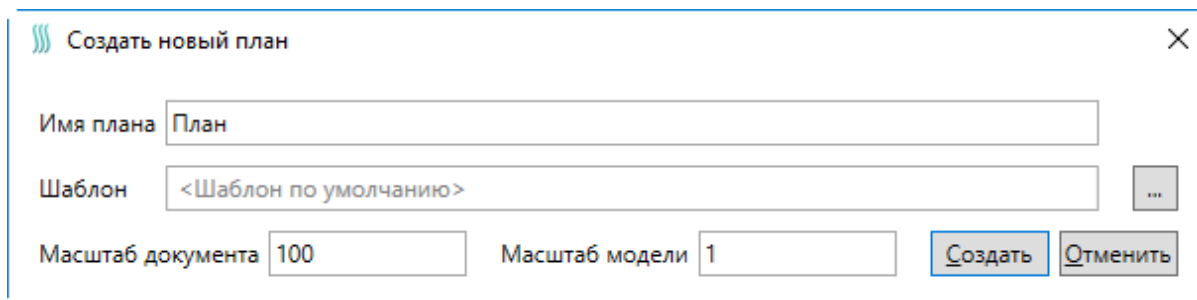 Создать новый план
Имя плана План
Шаблон <Шаблон по умолчанию> ...
Масштаб документа 100 Масштаб модели 1 Создать Отменить